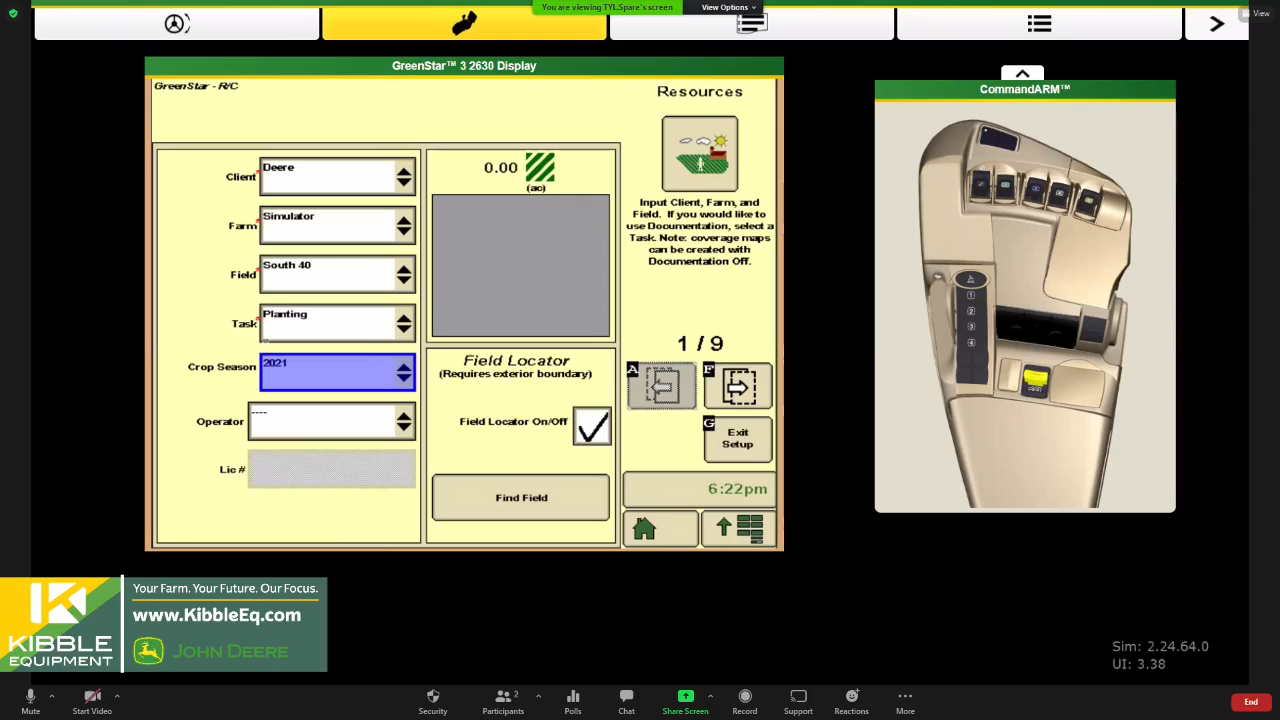 You are viewing TYL.Spare's screen
View Options
View
GreenStar™ 3 2630 Display
CommandARM™
GreenStar - R/C
Resources
Client
Deere
0.00
(ac)
Farm
Simulator
Input Client, Farm, and
Field. If you would like to
use Documentation, select a
Task. Note: coverage maps
can be created with
Documentation Off.
Field
South 40
Task
Planting
1 / 9
Crop Season
2021
Field Locator
(Requires exterior boundary)
A
F
Operator
----
Field Locator On/Off
G
Exit
Setup
Lic #
Find Field
6:22pm
1
2
3
4
KIBBLE
EQUIPMENT
Your Farm. Your Future. Our Focus.
www.KibbleEq.com
JOHN DEERE
Sim: 2.24.64.0
UI: 3.38
Mute
Start Video
Security
Participants
2
Polls
Chat
Share Screen
Record
Support
Reactions
More
End